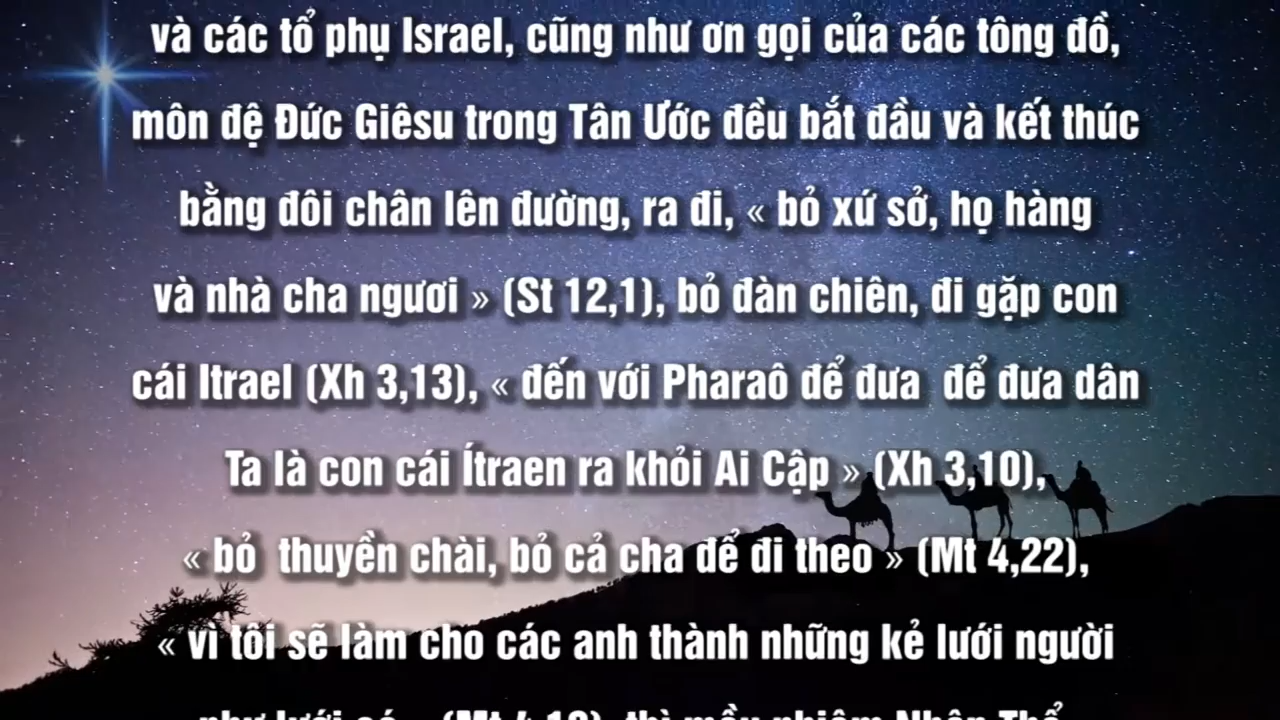 và các tổ phụ Israel, cũng như ơn gọi của các tông đồ,
môn đệ Đức Giêsu trong Tân Ước đều bắt đầu và kết thúc
bằng đôi chân lên đường, ra đi, « bỏ xứ sở, họ hàng
và nhà cha ngươi » (St 12,1), bỏ đàn chiên, đi gặp con
cái Itrael (Xh 3,13), « đến với Pharaô để đưa  để đưa dân
Ta là con cái Ítraen ra khỏi Ai Cập » (Xh 3,10),
« bỏ  thuyền chài, bỏ cả cha để đi theo » (Mt 4,22),
« vì tôi sẽ làm cho các anh thành những kẻ lưới người
như lưới